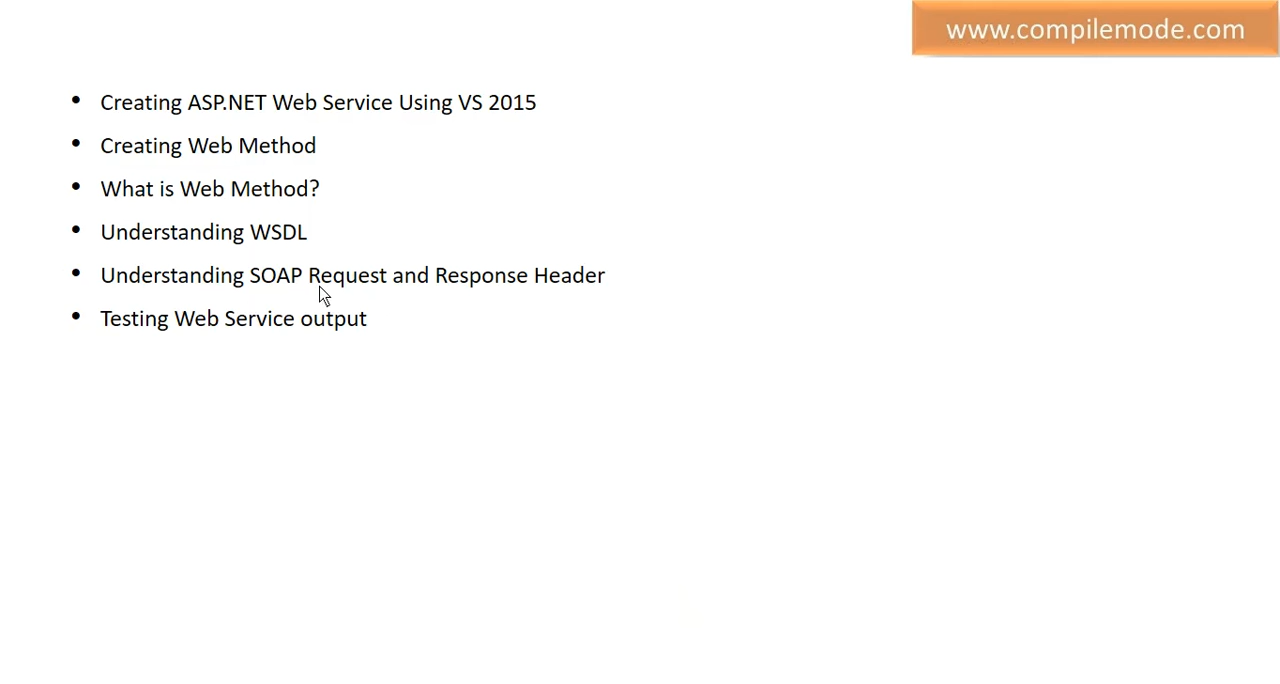 www.compilemode.com
• Creating ASP.NET Web Service Using VS 2015
• Creating Web Method
• What is Web Method?
• Understanding WSDL
• Understanding SOAP Request and Response Header
• Testing Web Service output